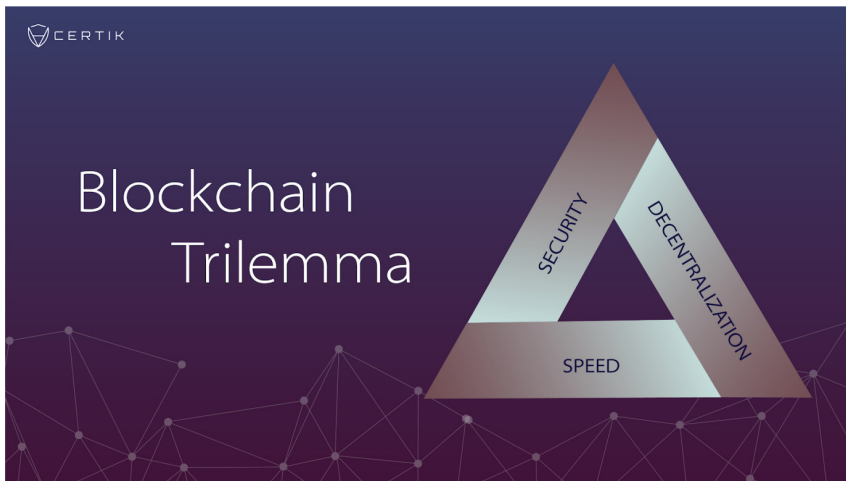 CERTIK
Blockchain
Trilemma
SECURITY
DECENTRALIZATION
SPEED